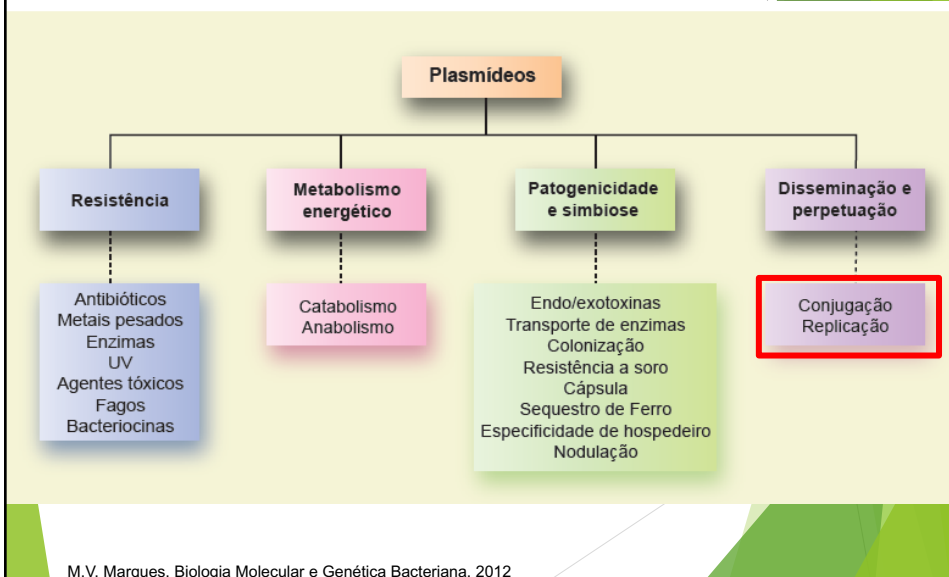 Plasmídeos
Resistência
Metabolismo
energético
Patogenicidade
e simbiose
Disseminação e
perpetuação
Antibióticos
Metais pesados
Enzimas
UV
Agentes tóxicos
Fagos
Bacteriocinas
Catabolismo
Anabolismo
Endo/exotoxinas
Transporte de enzimas
Colonização
Resistência a soro
Cápsula
Sequestro de Ferro
Especificidade de hospedeiro
Nodulação
Conjugação
Replicação
M.V. Marques. Biologia Molecular e Genética Bacteriana. 2012